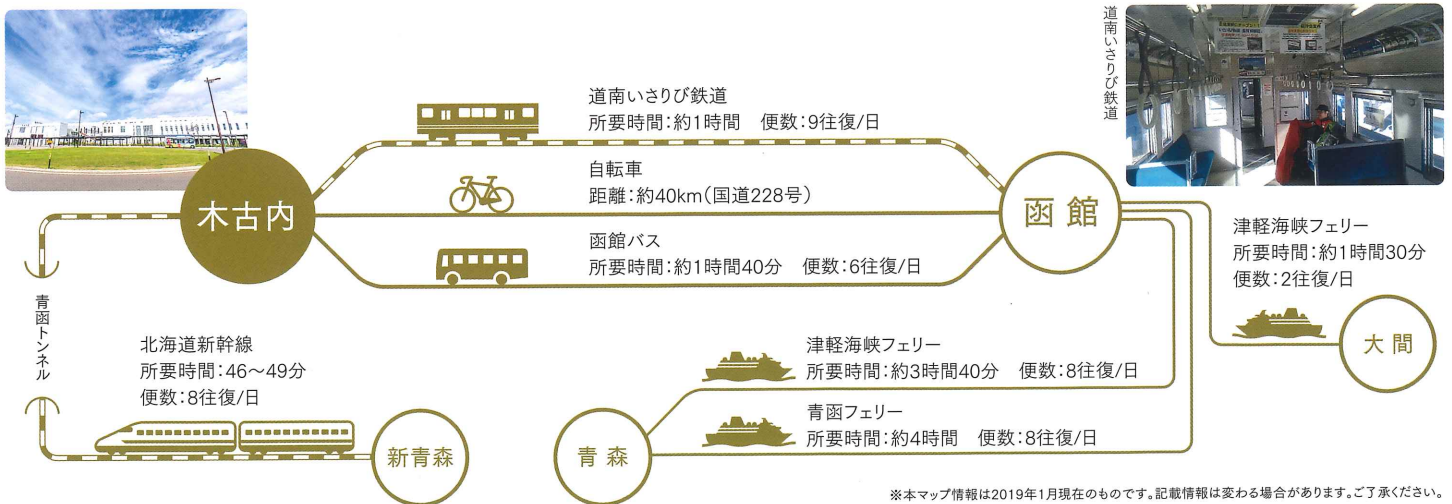 道南いさりび鉄道
道南いさりび鉄道
所要時間:約1時間　便数:9往復/日
木古内
自転車
距離:約40km(国道228号)
函館
函館バス
所要時間:約1時間40分　便数:6往復/日
津軽海峡フェリー
所要時間:約1時間30分
便数:2往復/日
大間
青函トンネル
北海道新幹線
所要時間:46〜49分
便数:8往復/日
新青森
津軽海峡フェリー
所要時間:約3時間40分　便数:8往復/日
青函フェリー
所要時間:約4時間　便数:8往復/日
青森
※本マップ情報は2019年1月現在のものです。記載情報は変わる場合があります。ご了承ください。